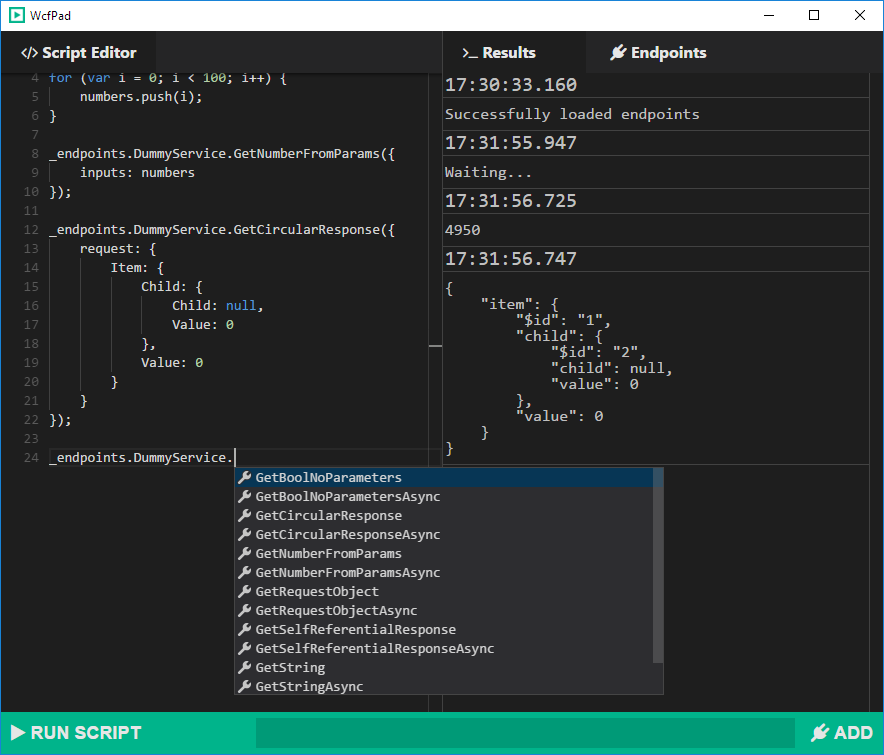 WcfPad
</> Script Editor
4 for (var i = 0; i < 100; i++) {
5 numbers.push(i);
6 }
7
8 _endpoints.DummyService.GetNumberFromParams({
9 inputs: numbers
10 });
11
12 _endpoints.DummyService.GetCircularResponse({
13 request: {
14 Item: {
15 Child: {
16 Child: null,
17 Value: 0
18 },
19 Value: 0
20 }
21 }
22 });
23
24 _endpoints.DummyService.
GetBoolNoParameters
GetBoolNoParametersAsync
GetCircularResponse
GetCircularResponseAsync
GetNumberFromParams
GetNumberFromParamsAsync
GetRequestObject
GetRequestObjectAsync
GetSelfReferentialResponse
GetSelfReferentialResponseAsync
GetString
GetStringAsync
>_ Results
Endpoints
17:30:33.160
Successfully loaded endpoints
17:31:55.947
Waiting...
17:31:56.725
4950
17:31:56.747
{
"item": {
"$id": "1",
"child": {
"$id": "2",
"child": null,
"value": 0
},
"value": 0
}
}
RUN SCRIPT
ADD